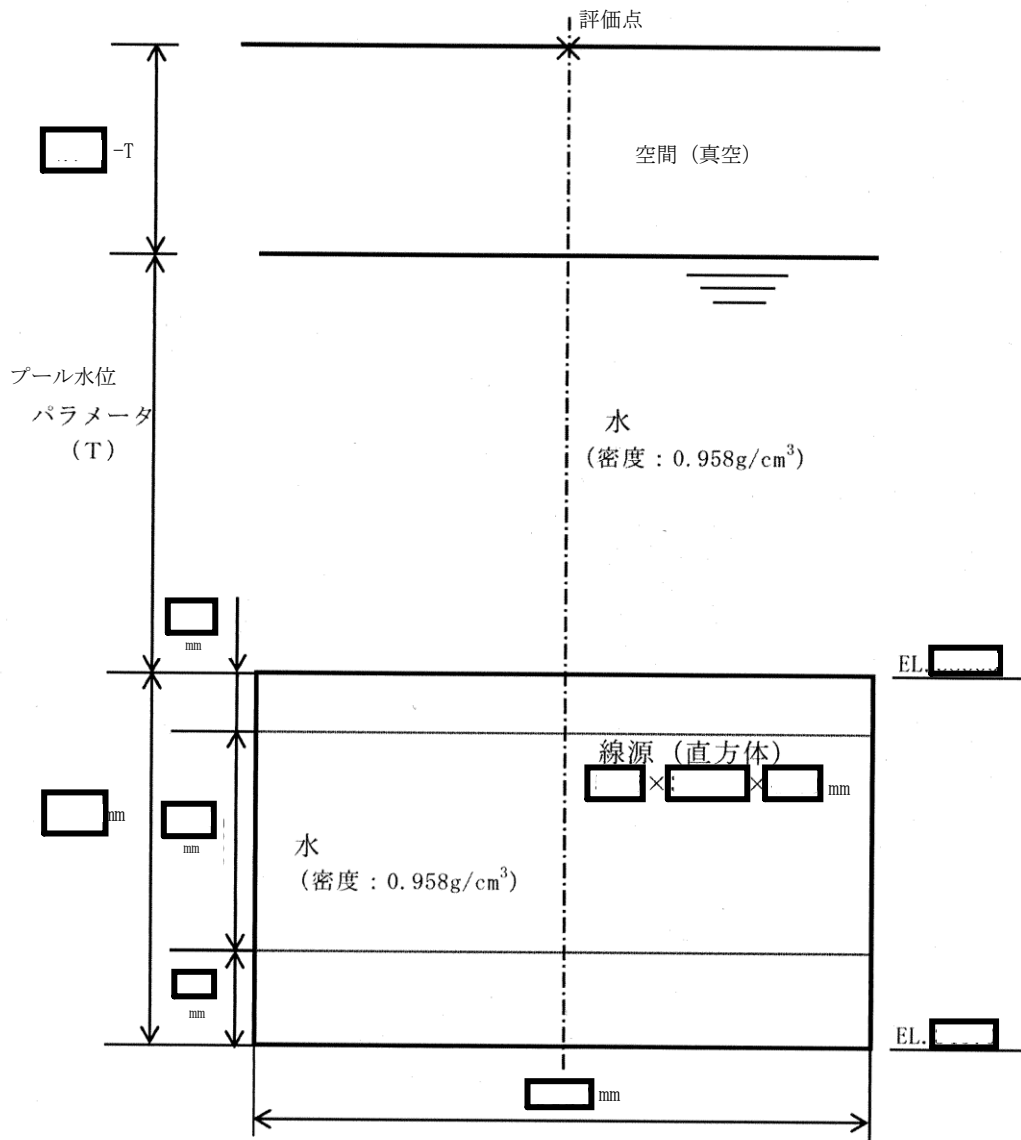 評価点
-T
空間（真空）
プール水位
パラメータ
（T）
水
(密度：0.958g/cm³)
mm
EL.
線源（直方体）
××mm
mm
mm
水
(密度：0.958g/cm³)
mm
EL.
mm